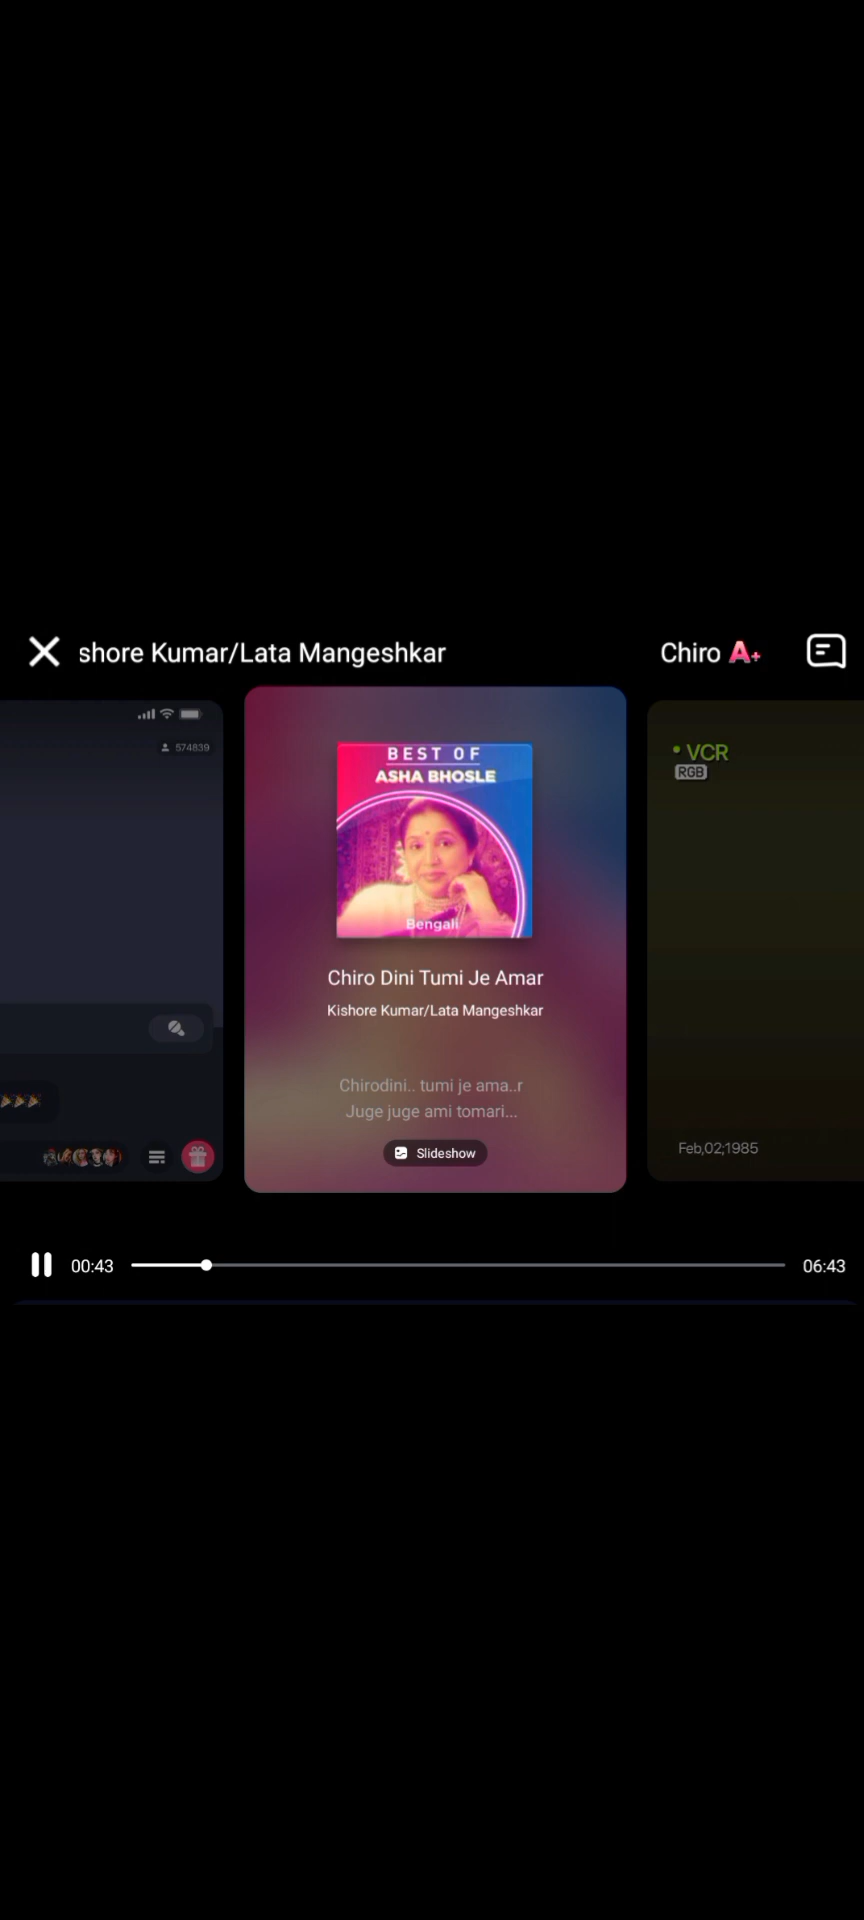 shore Kumar/Lata Mangeshkar
Chiro A+
574839
BEST OF
ASHA BHOSLE
Bengali
Chiro Dini Tumi Je Amar
Kishore Kumar/Lata Mangeshkar
Chirodini.. tumi je ama..r
Juge juge ami tomari...
Slideshow
VCR
RGB
Feb,02;1985
00:43
06:43